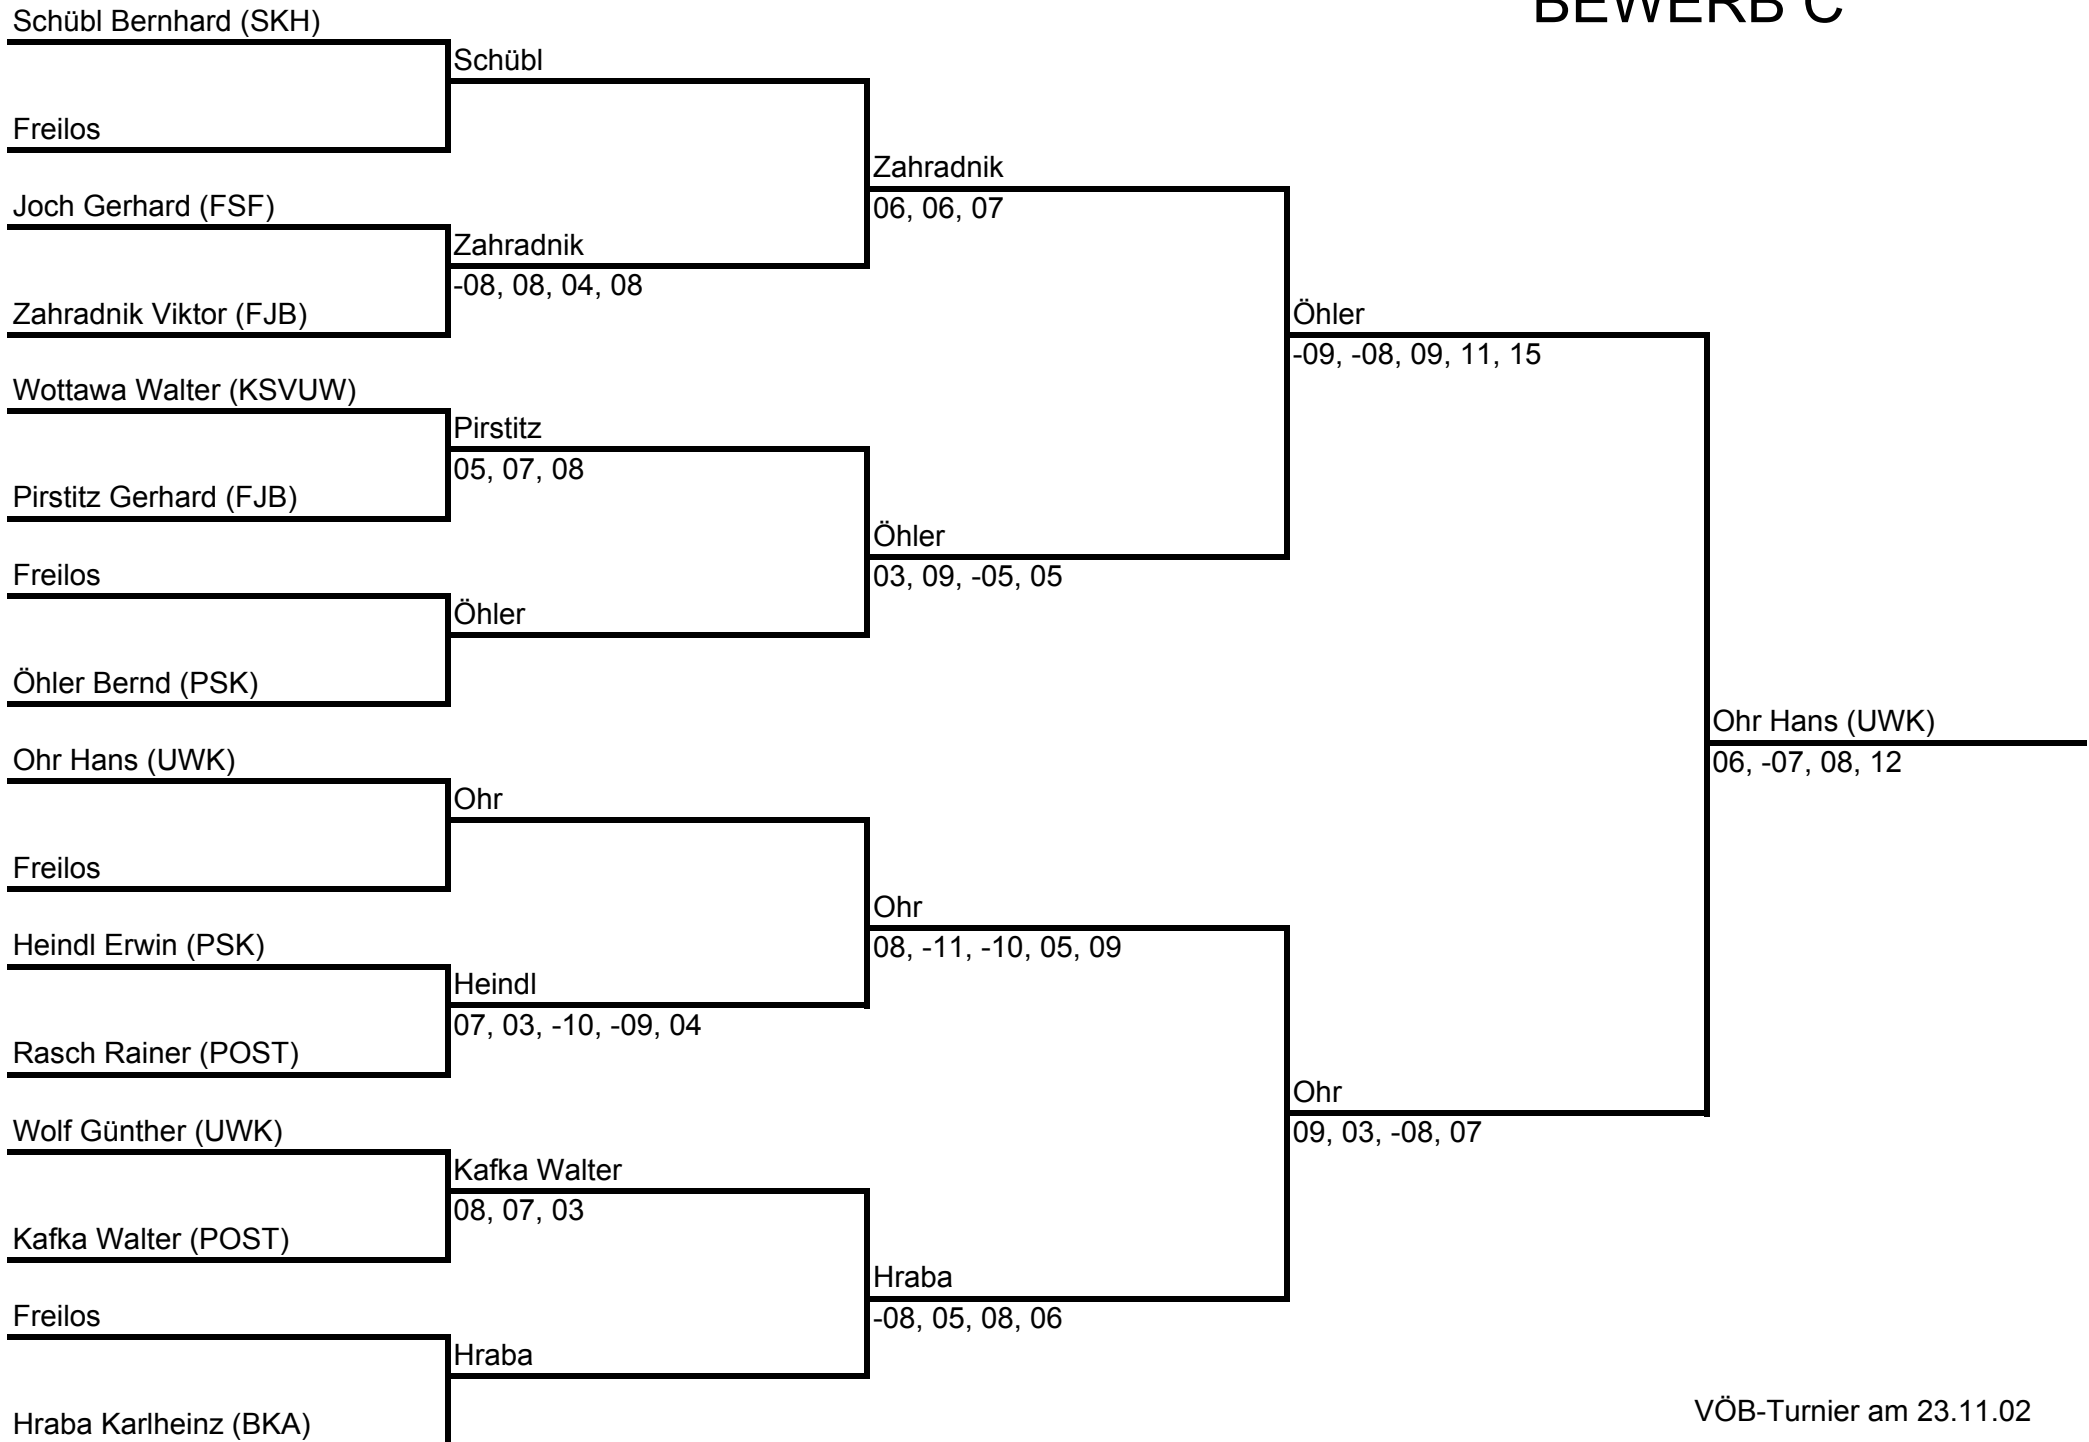 BEWERB C
Schübl Bernhard (SKH)
Schübl
Freilos
Zahradnik
06, 06, 07
Joch Gerhard (FSF)
Zahradnik
-08, 08, 04, 08
Zahradnik Viktor (FJB)
Öhler
-09, -08, 09, 11, 15
Wottawa Walter (KSVUW)
Pirstitz
05, 07, 08
Pirstitz Gerhard (FJB)
Öhler
03, 09, -05, 05
Freilos
Öhler
Öhler Bernd (PSK)
Ohr Hans (UWK)
06, -07, 08, 12
Ohr Hans (UWK)
Ohr
Freilos
Ohr
08, -11, -10, 05, 09
Heindl Erwin (PSK)
Heindl
07, 03, -10, -09, 04
Rasch Rainer (POST)
Ohr
09, 03, -08, 07
Wolf Günther (UWK)
Kafka Walter
08, 07, 03
Kafka Walter (POST)
Hraba
-08, 05, 08, 06
Freilos
Hraba
Hraba Karlheinz (BKA)
VÖB-Turnier am 23.11.02